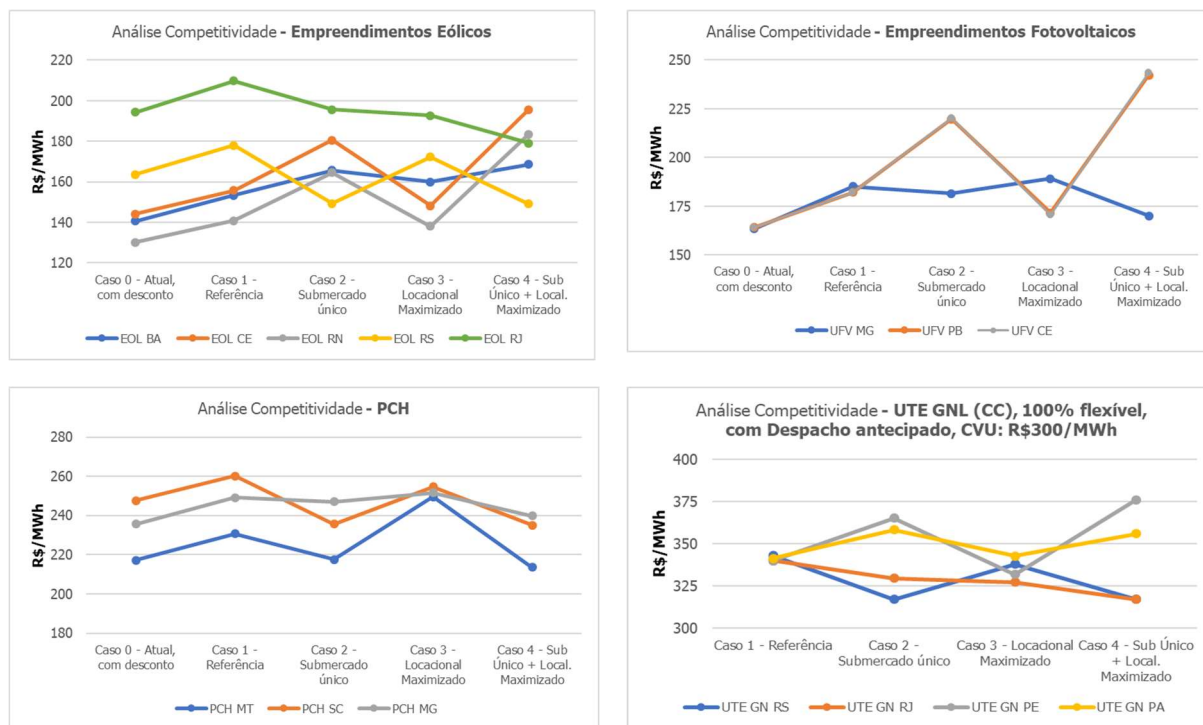 Análise Competitividade - Empreendimentos Eólicos
220
200
180
160
140
120
R$/MWh
Caso 0 - Atual,
com desconto
Caso 1 -
Referência
Caso 2 -
Submercado
único
Caso 3 -
Locacional
Maximizado
Caso 4 - Sub
Único + Local.
Maximizado
EOL BA
EOL CE
EOL RN
EOL RS
EOL RJ
Análise Competitividade - Empreendimentos Fotovoltaicos
250
225
200
175
150
R$/MWh
Caso 0 - Atual,
com desconto
Caso 1 -
Referência
Caso 2 -
Submercado
único
Caso 3 -
Locacional
Maximizado
Caso 4 - Sub
Único + Local.
Maximizado
UFV MG
UFV PB
UFV CE
Análise Competitividade - PCH
280
260
240
220
200
180
R$/MWh
Caso 0 - Atual,
com desconto
Caso 1 -
Referência
Caso 2 -
Submercado
único
Caso 3 -
Locacional
Maximizado
Caso 4 - Sub
Único + Local.
Maximizado
PCH MT
PCH SC
PCH MG
Análise Competitividade - UTE GNL (CC), 100% flexível,
com Despacho antecipado, CVU: R$300/MWh
400
375
350
325
300
R$/MWh
Caso 1 - Referência
Caso 2 -
Submercado único
Caso 3 - Locacional
Maximizado
Caso 4 - Sub Único
+ Local.
Maximizado
UTE GN RS
UTE GN RJ
UTE GN PE
UTE GN PA